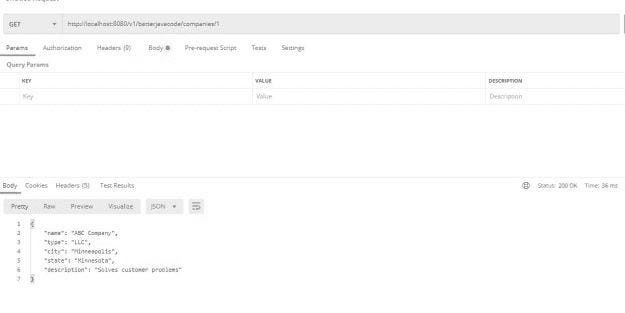 GET http://localhost:8080/v1/betterjavacode/companies/1
Params Authorization Headers (9) Body Pre-request Script Tests Settings
Query Params
KEY VALUE DESCRIPTION
Key Value Description
Body Cookies Headers (5) Test Results Status: 200 OK Time: 36 ms
Pretty Raw Preview Visualize JSON
1 {
2 "name": "ABC Company",
3 "type": "LLC",
4 "city": "Minneapolis",
5 "state": "Minnesota",
6 "description": "Solves customer problems"
7 }